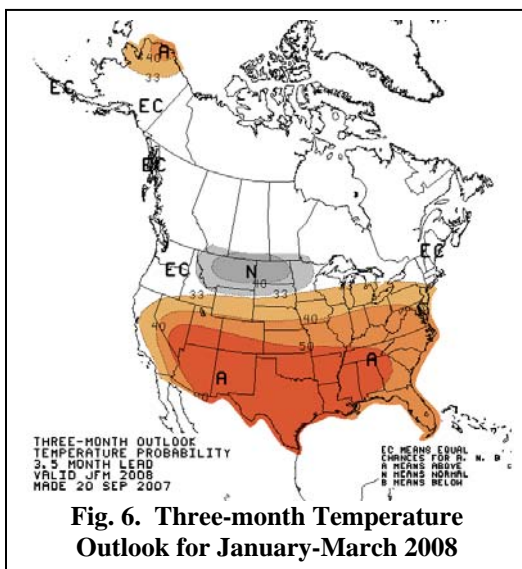 A
40
33
EC
EC
EC
EC
EC
N
40
33
33
40
40
50
A
A
THREE-MONTH OUTLOOK
TEMPERATURE PROBABILITY
3.5 MONTH LEAD
VALID JFM 2008
MADE 20 SEP 2007
EC MEANS EQUAL
CHANCES FOR A, N, B
A MEANS ABOVE
N MEANS NORMAL
B MEANS BELOW
Fig. 6. Three-month Temperature
Outlook for January-March 2008